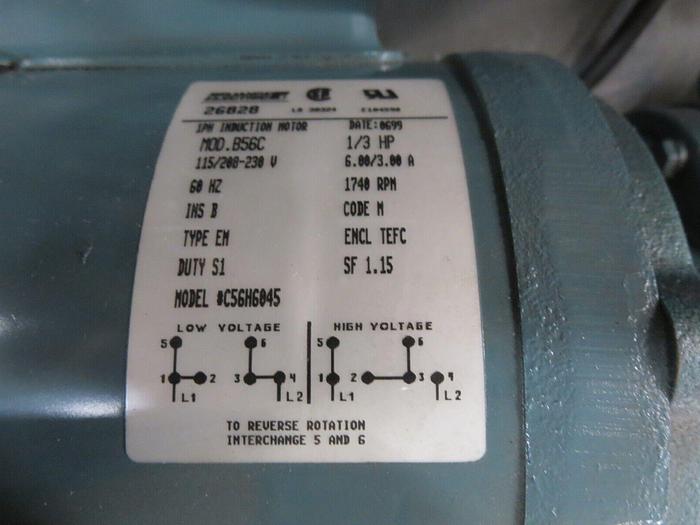 26828 LR 38324 E104590
1PH INDUCTION MOTOR DATE:0699
MOD.B56C 1/3 HP
115/208-230 V 6.00/3.00 A
60 HZ 1740 RPM
INS B CODE M
TYPE EM ENCL TEFC
DUTY S1 SF 1.15
MODEL #C56H6045
LOW VOLTAGE HIGH VOLTAGE
5 6 5 6
1 2 3 4 1 2 3 4
L1 L2 L1 L2
TO REVERSE ROTATION
INTERCHANGE 5 AND 6